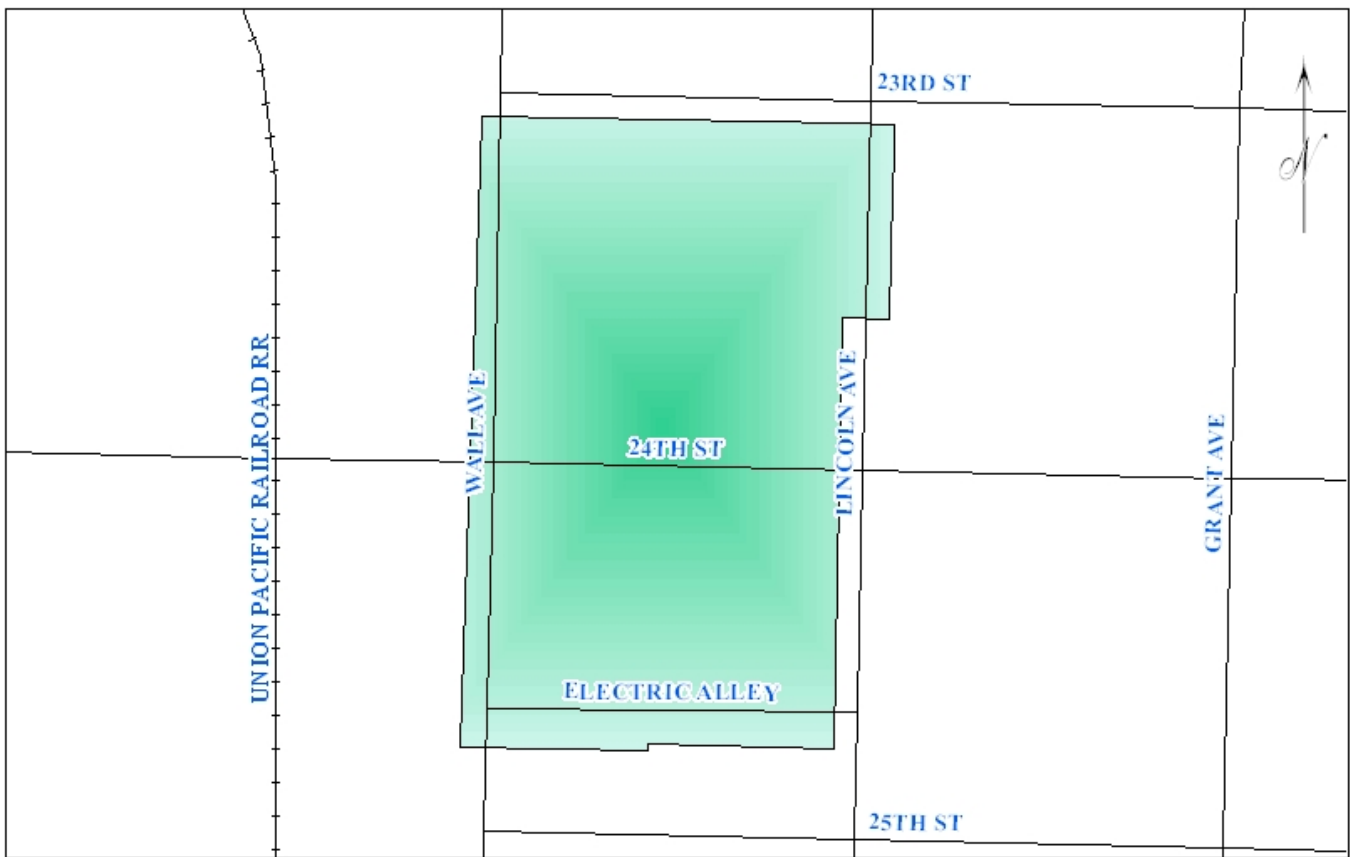 23RD ST
N
UNION PACIFIC RAILROAD RR
WALL AVE
24TH ST
LINCOLN AVE
GRANT AVE
ELECTRIC ALLEY
25TH ST